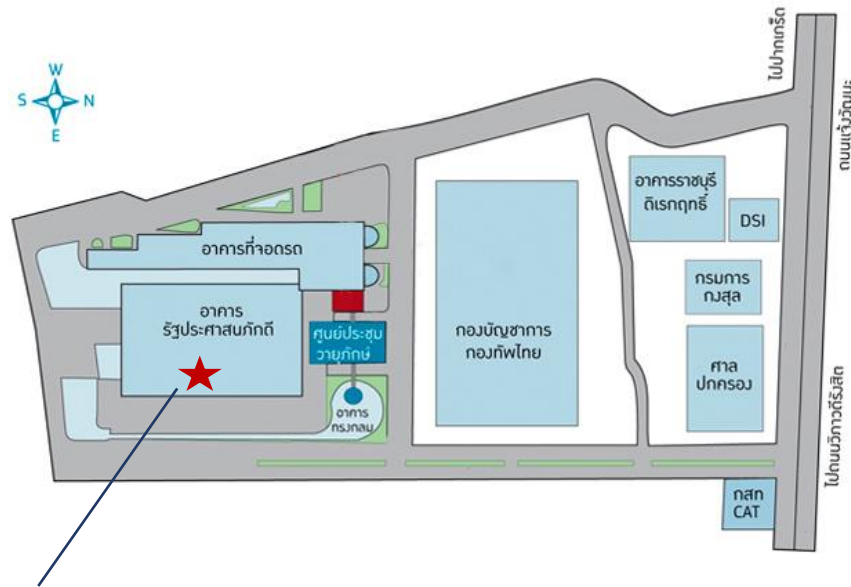 W
S
N
E
ไปปากเกร็ด
ถนนแจ้งวัฒนะ
อาคารราชบุรี
ดิเรกฤทธิ์
DSI
อาคารที่จอดรถ
กรมการ
กงสุล
อาคาร
รัฐประศาสนภักดี
ศูนย์ประชุม
วายุภักษ์
กองบัญชาการ
กองทัพไทย
ศาล
ปกครอง
อาคาร
ทรงกลม
ไปถนนวิภาวดีรังสิต
กสท
CAT